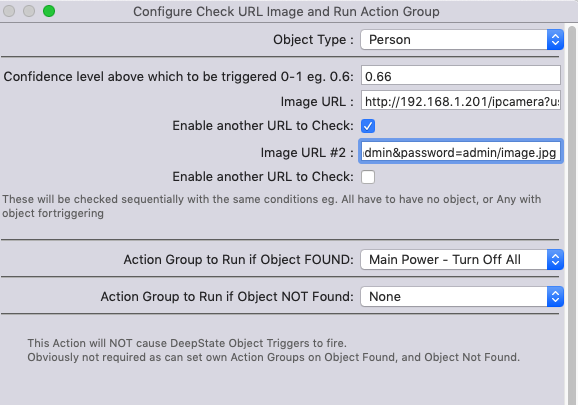 Configure Check URL Image and Run Action Group
Object Type : Person
Confidence level above which to be triggered 0-1 eg. 0.6: 0.66
Image URL : http://192.168.1.201/ipcamera?us
Enable another URL to Check:
Image URL #2 : dmin&password=admin/image.jpg
Enable another URL to Check:
These will be checked sequentially with the same conditions eg. All have to have no object, or Any with
object fortriggering
Action Group to Run if Object FOUND: Main Power - Turn Off All
Action Group to Run if Object NOT Found: None
This Action will NOT cause DeepState Object Triggers to fire.
Obviously not required as can set own Action Groups on Object Found, and Object Not Found.